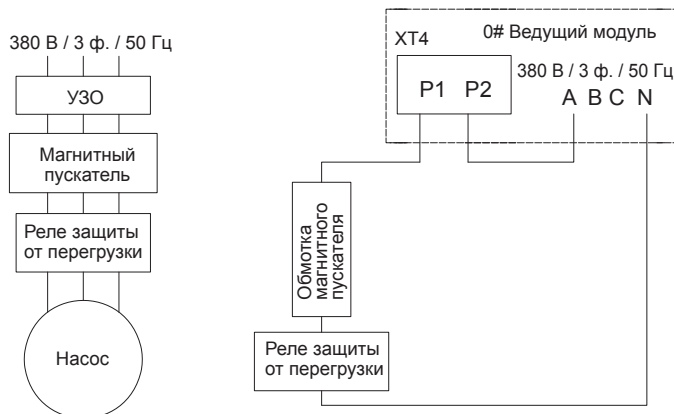 380 В / 3 ф. / 50 Гц
УЗО
Магнитный
пускатель
Реле защиты
от перегрузки
Насос
XT4
0# Ведущий модуль
380 В / 3 ф. / 50 Гц
P1 P2
A B C N
Обмотка
магнитного
пускателя
Реле защиты
от перегрузки